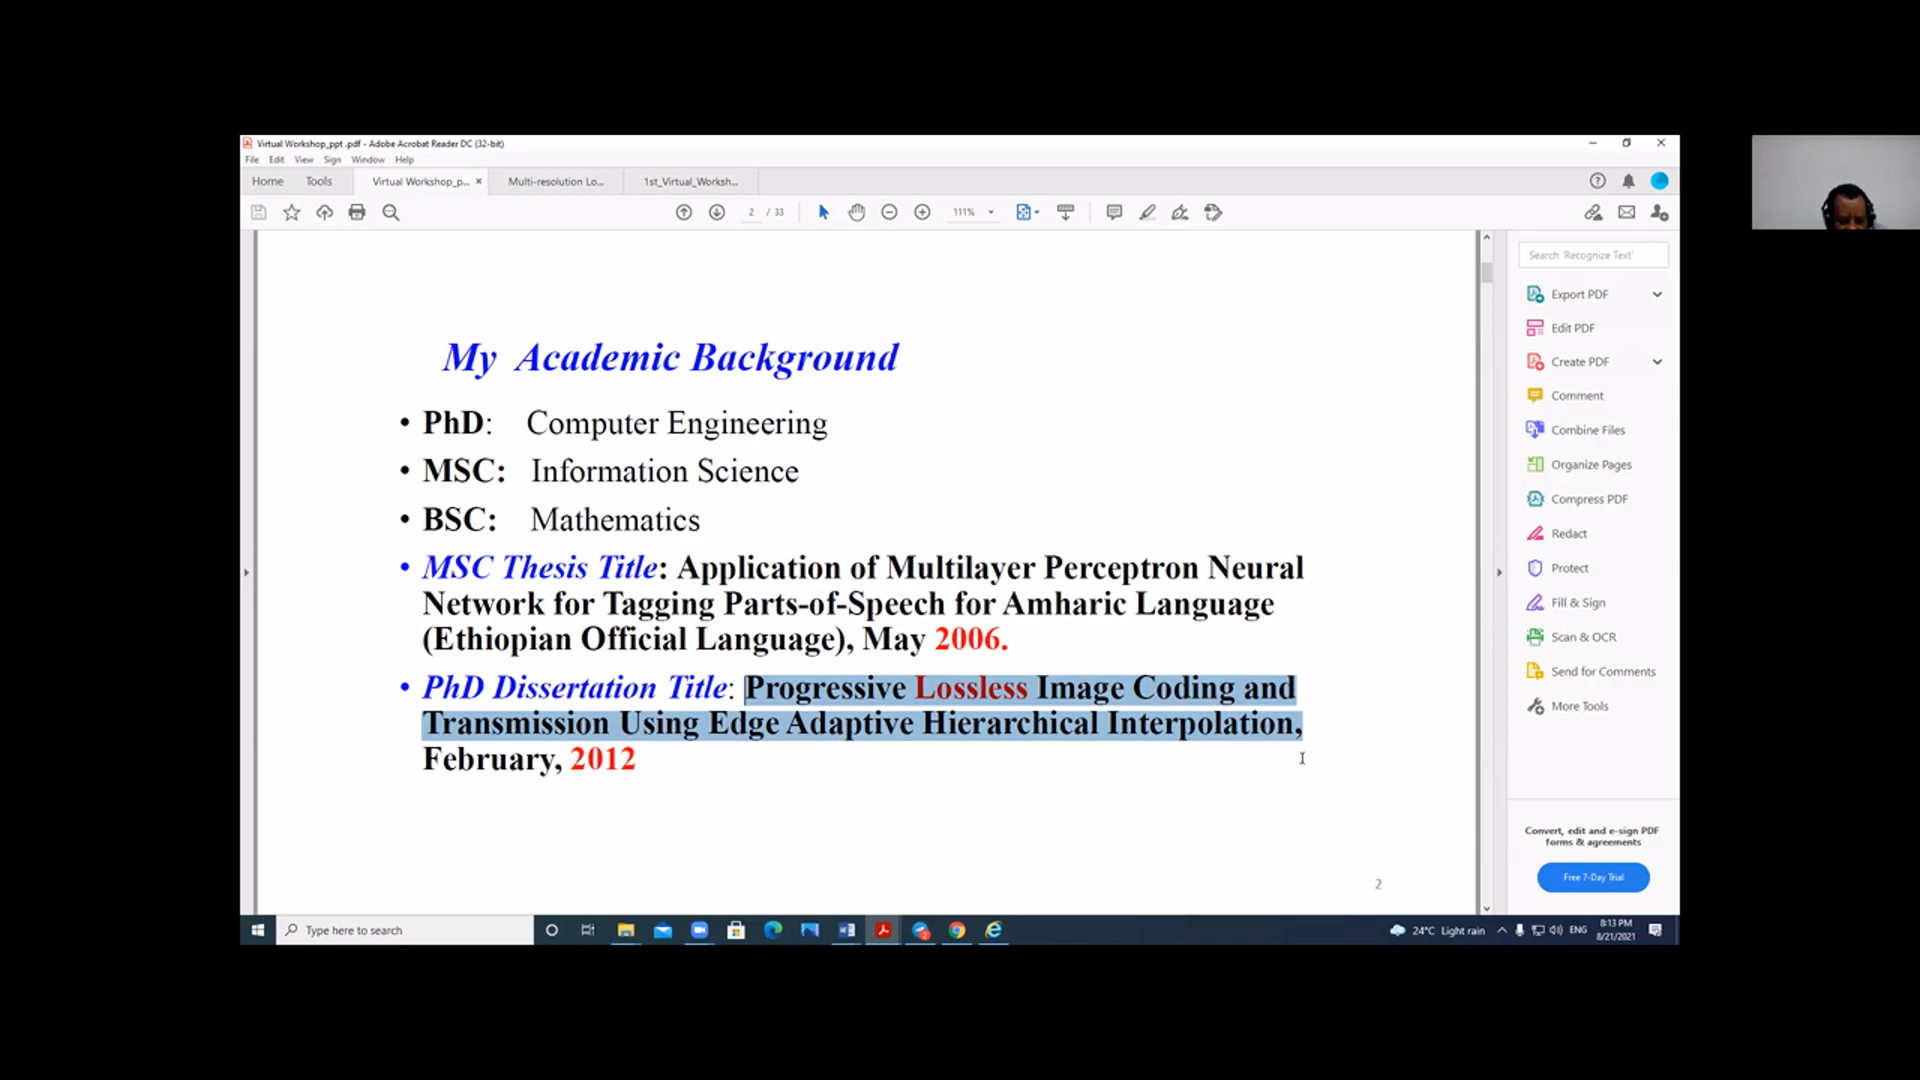 Virtual Workshop_ppt .pdf - Adobe Acrobat Reader DC (32-bit)
File Edit View Sign Window Help
Home Tools Virtual Workshop_p... × Multi-resolution Lo... 1st_Virtual_Worksh...
2 / 33 111%
My Academic Background
• PhD: Computer Engineering
• MSC: Information Science
• BSC: Mathematics
• MSC Thesis Title: Application of Multilayer Perceptron Neural
Network for Tagging Parts-of-Speech for Amharic Language
(Ethiopian Official Language), May 2006.
• PhD Dissertation Title: Progressive Lossless Image Coding and
Transmission Using Edge Adaptive Hierarchical Interpolation,
February, 2012
2
Search 'Recognize Text'
Export PDF
Edit PDF
Create PDF
Comment
Combine Files
Organize Pages
Compress PDF
Redact
Protect
Fill & Sign
Scan & OCR
Send for Comments
More Tools
Convert, edit and e-sign PDF
forms & agreements
Free 7-Day Trial
Type here to search
24°C Light rain ENG
8:13 PM
8/21/2021